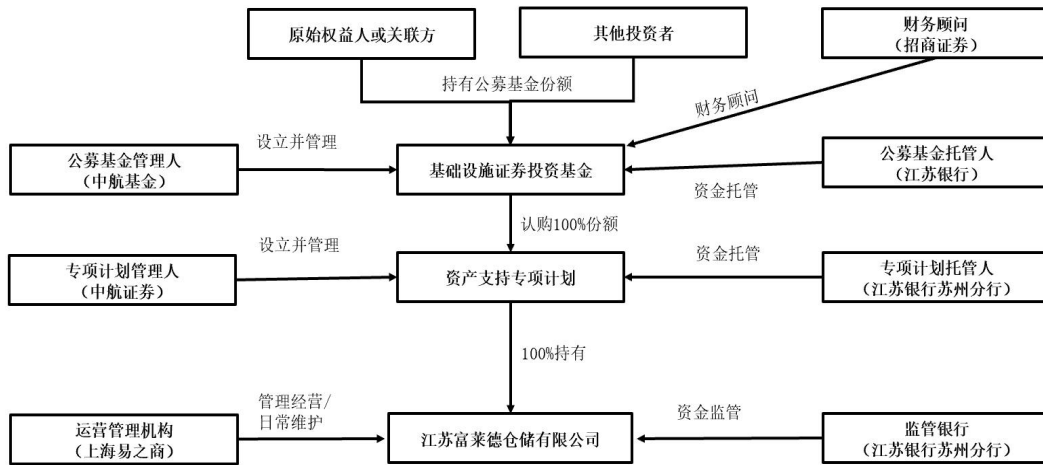 原始权益人或关联方
其他投资者
财务顾问
（招商证券）
持有公募基金份额
财务顾问
设立并管理
公募基金管理人
（中航基金）
基础设施证券投资基金
公募基金托管人
（江苏银行）
资金托管
认购100%份额
设立并管理
资金托管
专项计划管理人
（中航证券）
资产支持专项计划
专项计划托管人
（江苏银行苏州分行）
100%持有
管理经营/
日常维护
资金监管
运营管理机构
（上海易之商）
江苏富莱德仓储有限公司
监管银行
（江苏银行苏州分行）